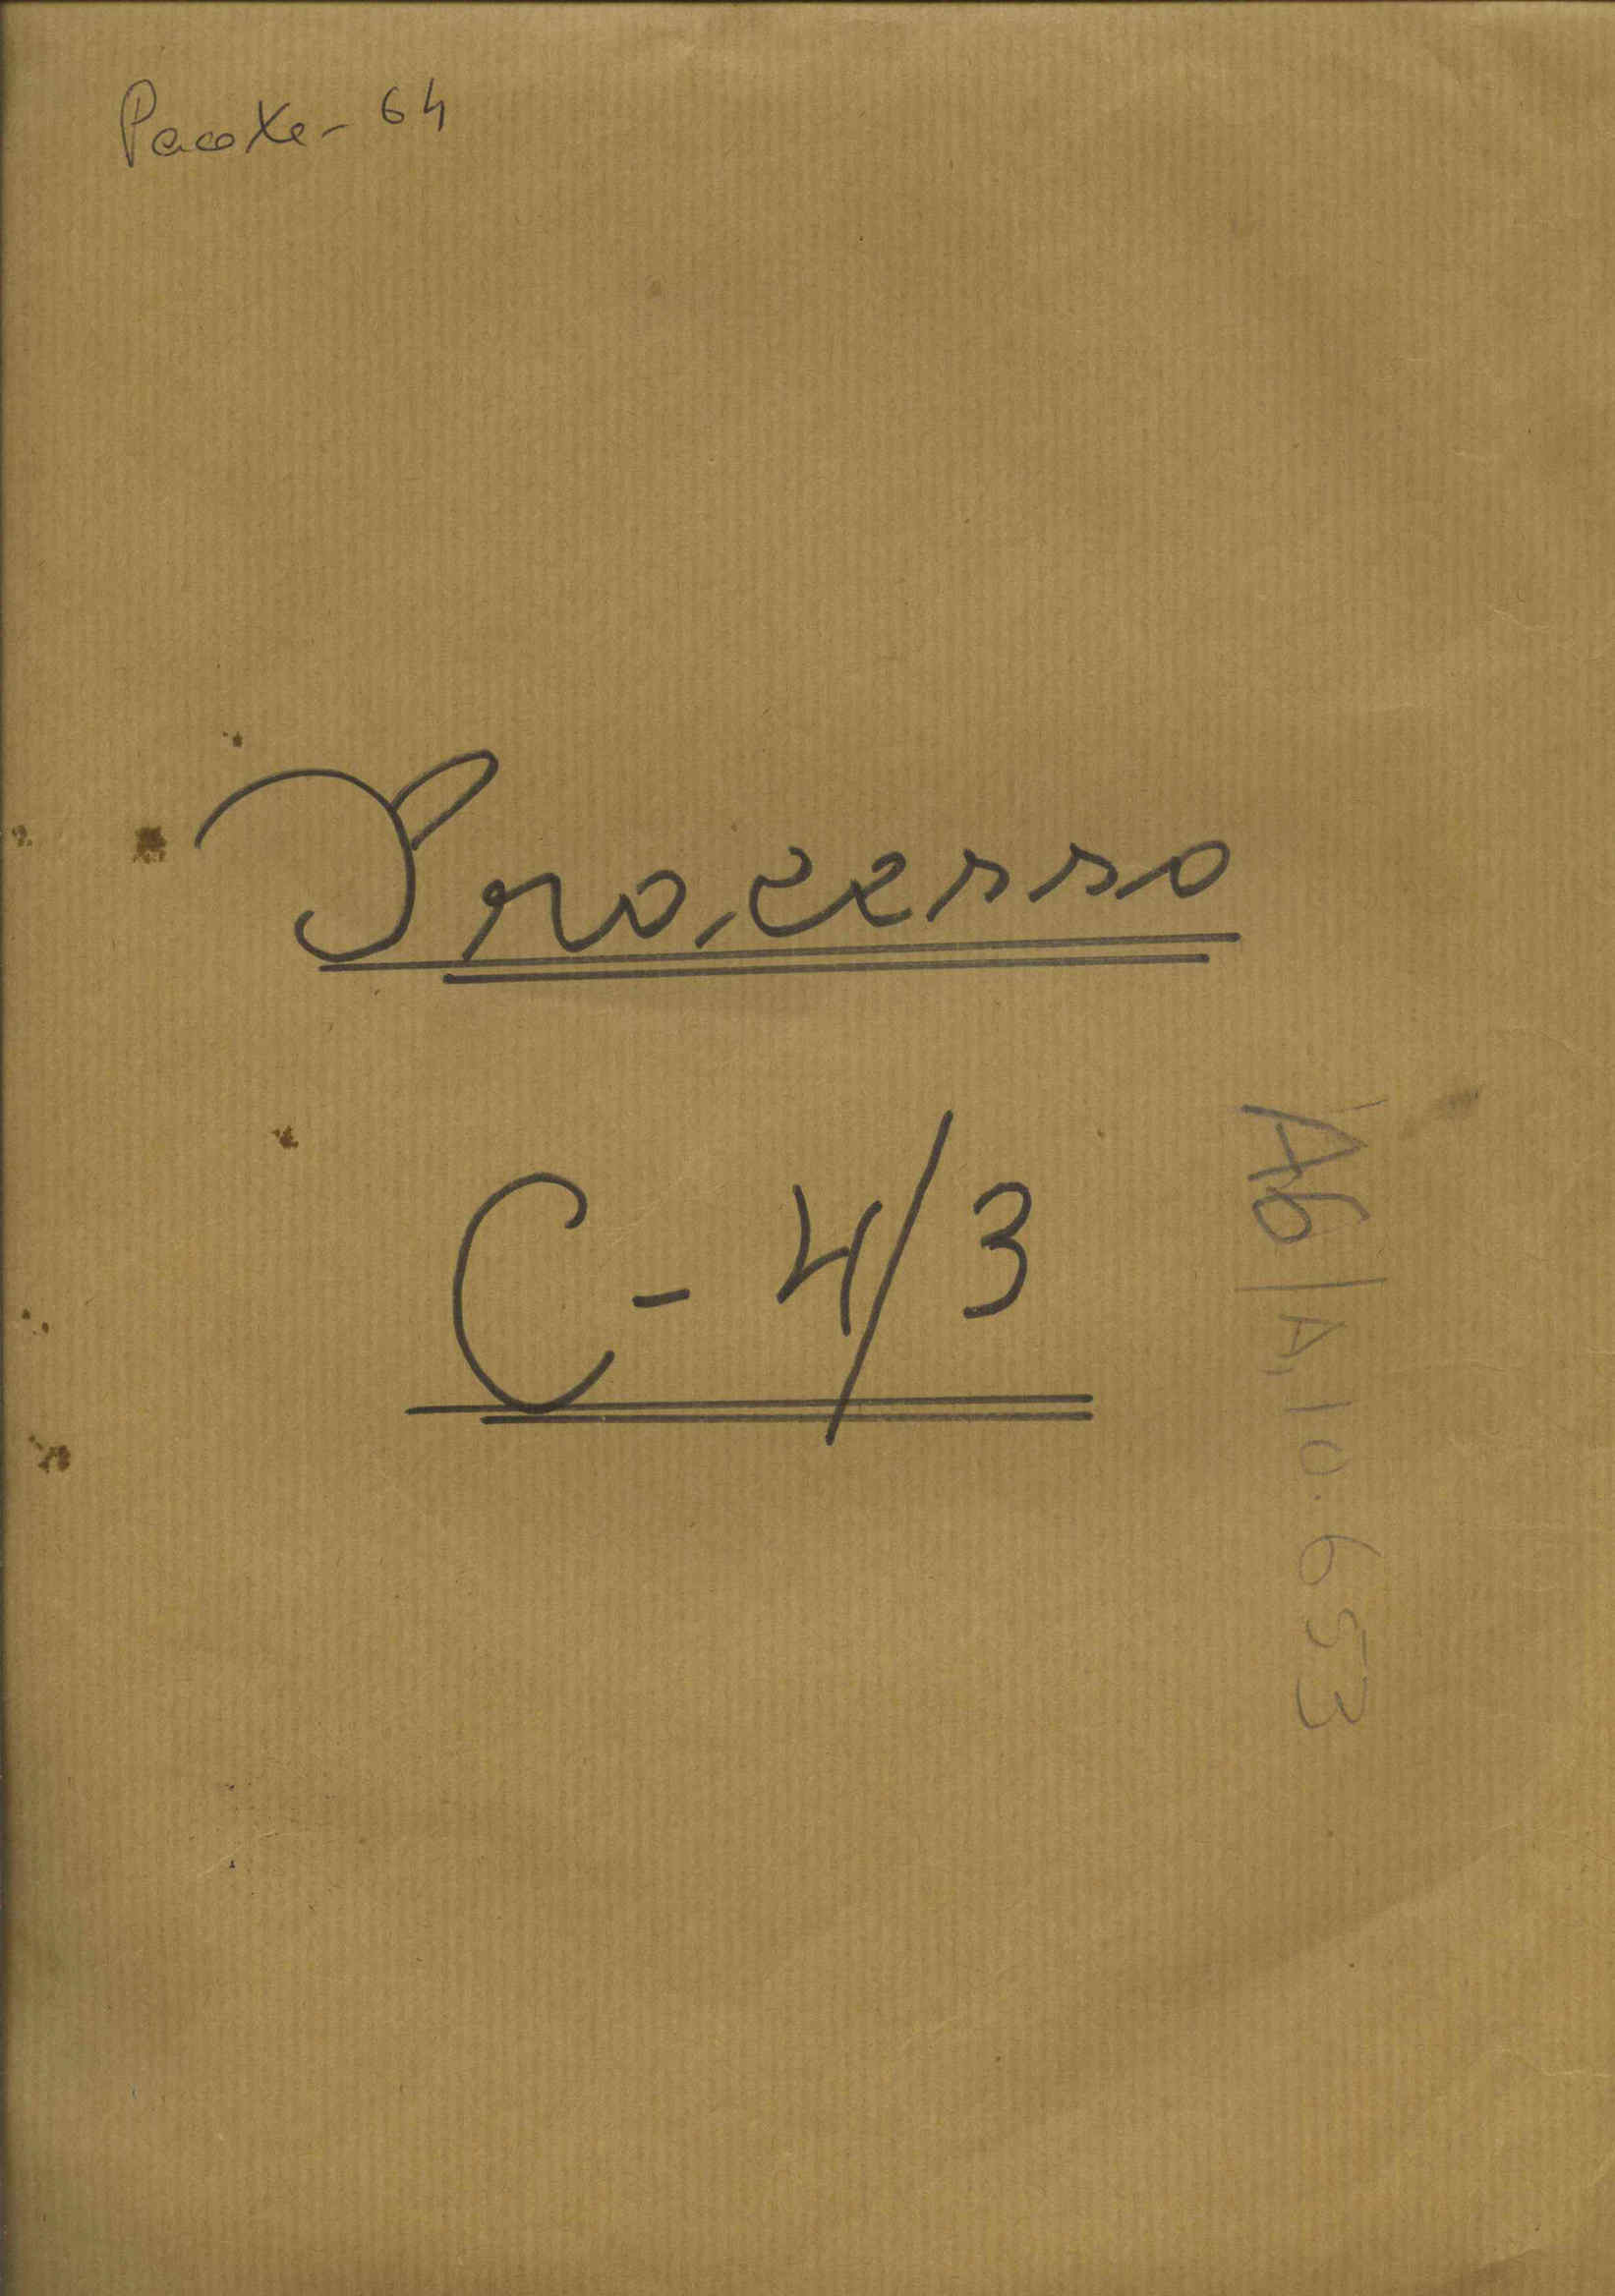 Pacote - 64
Processo
C - 4/3
A6/A, 10.653